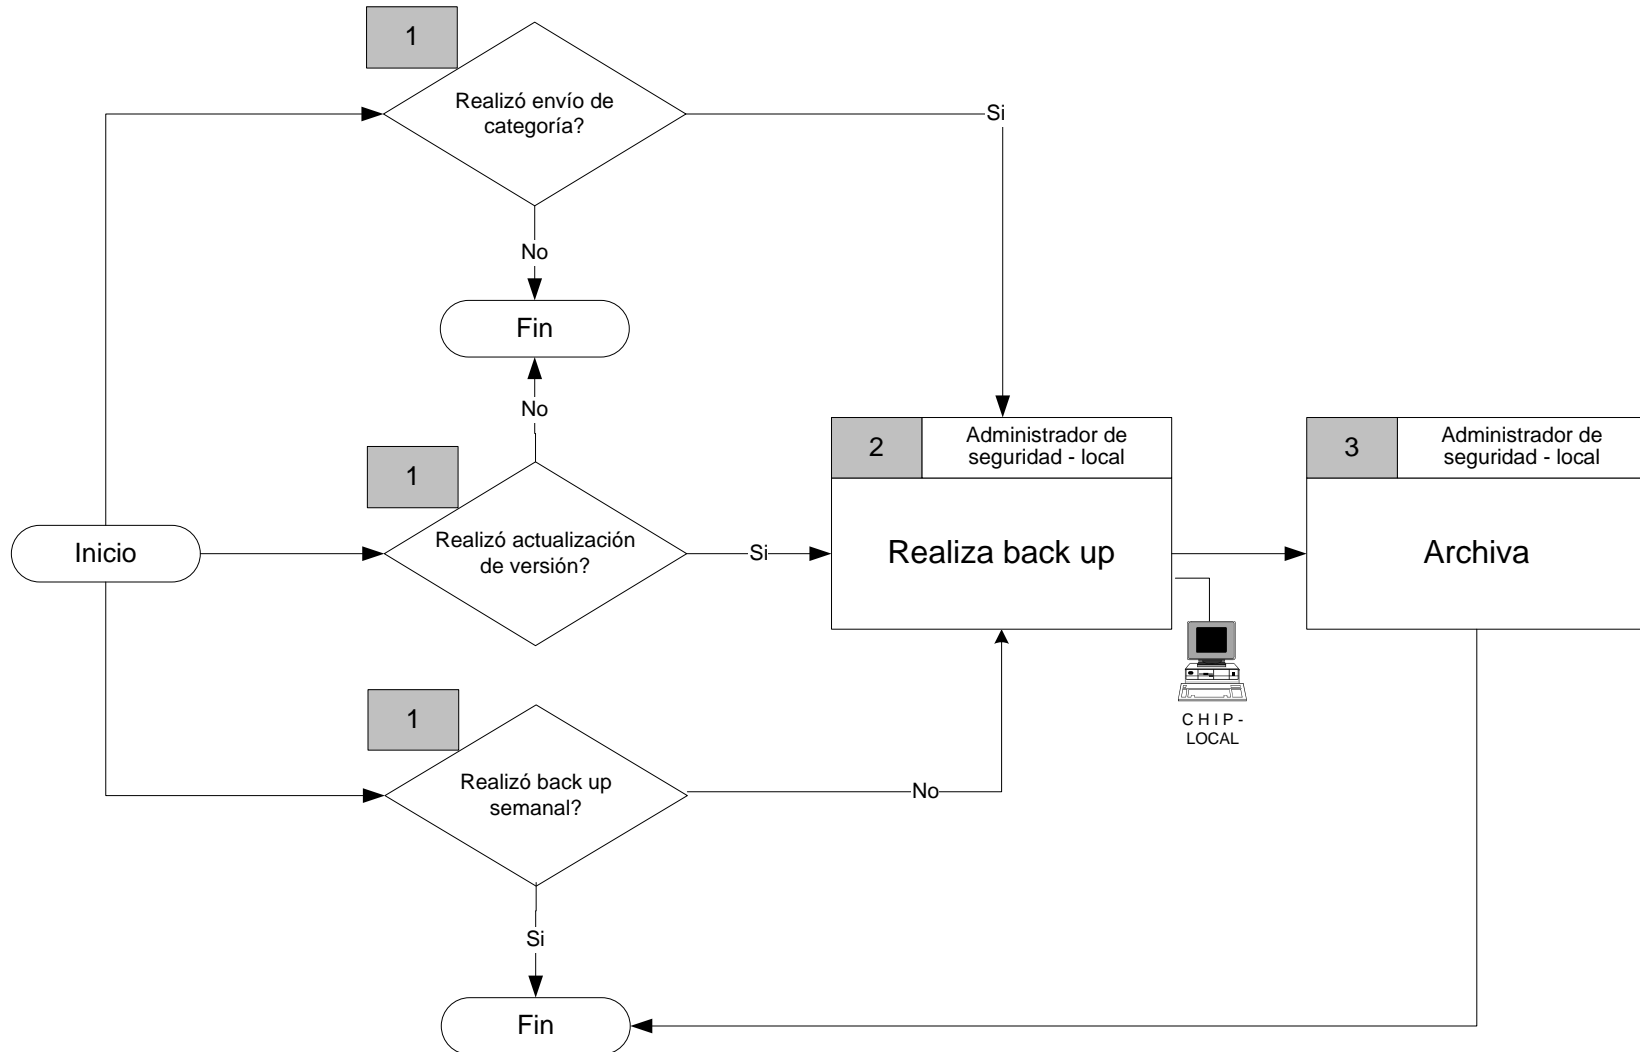 1
Realizó envío de
categoría?
Si
No
Fin
No
1
Realizó actualización
de versión?
Si
Inicio
2
Administrador de
seguridad - local
Realiza back up
3
Administrador de
seguridad - local
Archiva
C H I P -
LOCAL
1
Realizó back up
semanal?
No
Si
Fin